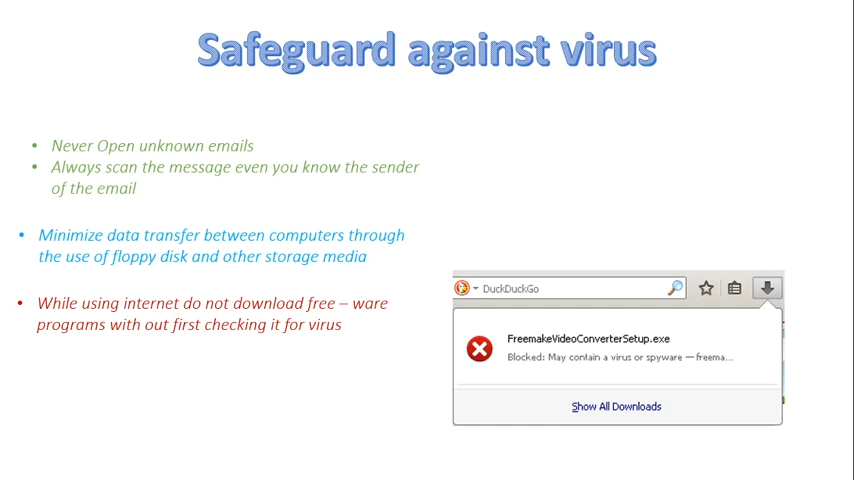 Safeguard against virus
• Never Open unknown emails
• Always scan the message even you know the sender
of the email
• Minimize data transfer between computers through
the use of floppy disk and other storage media
• While using internet do not download free – ware
programs with out first checking it for virus
DuckDuckGo
FreemakeVideoConverterSetup.exe
Blocked: May contain a virus or spyware — freema...
Show All Downloads